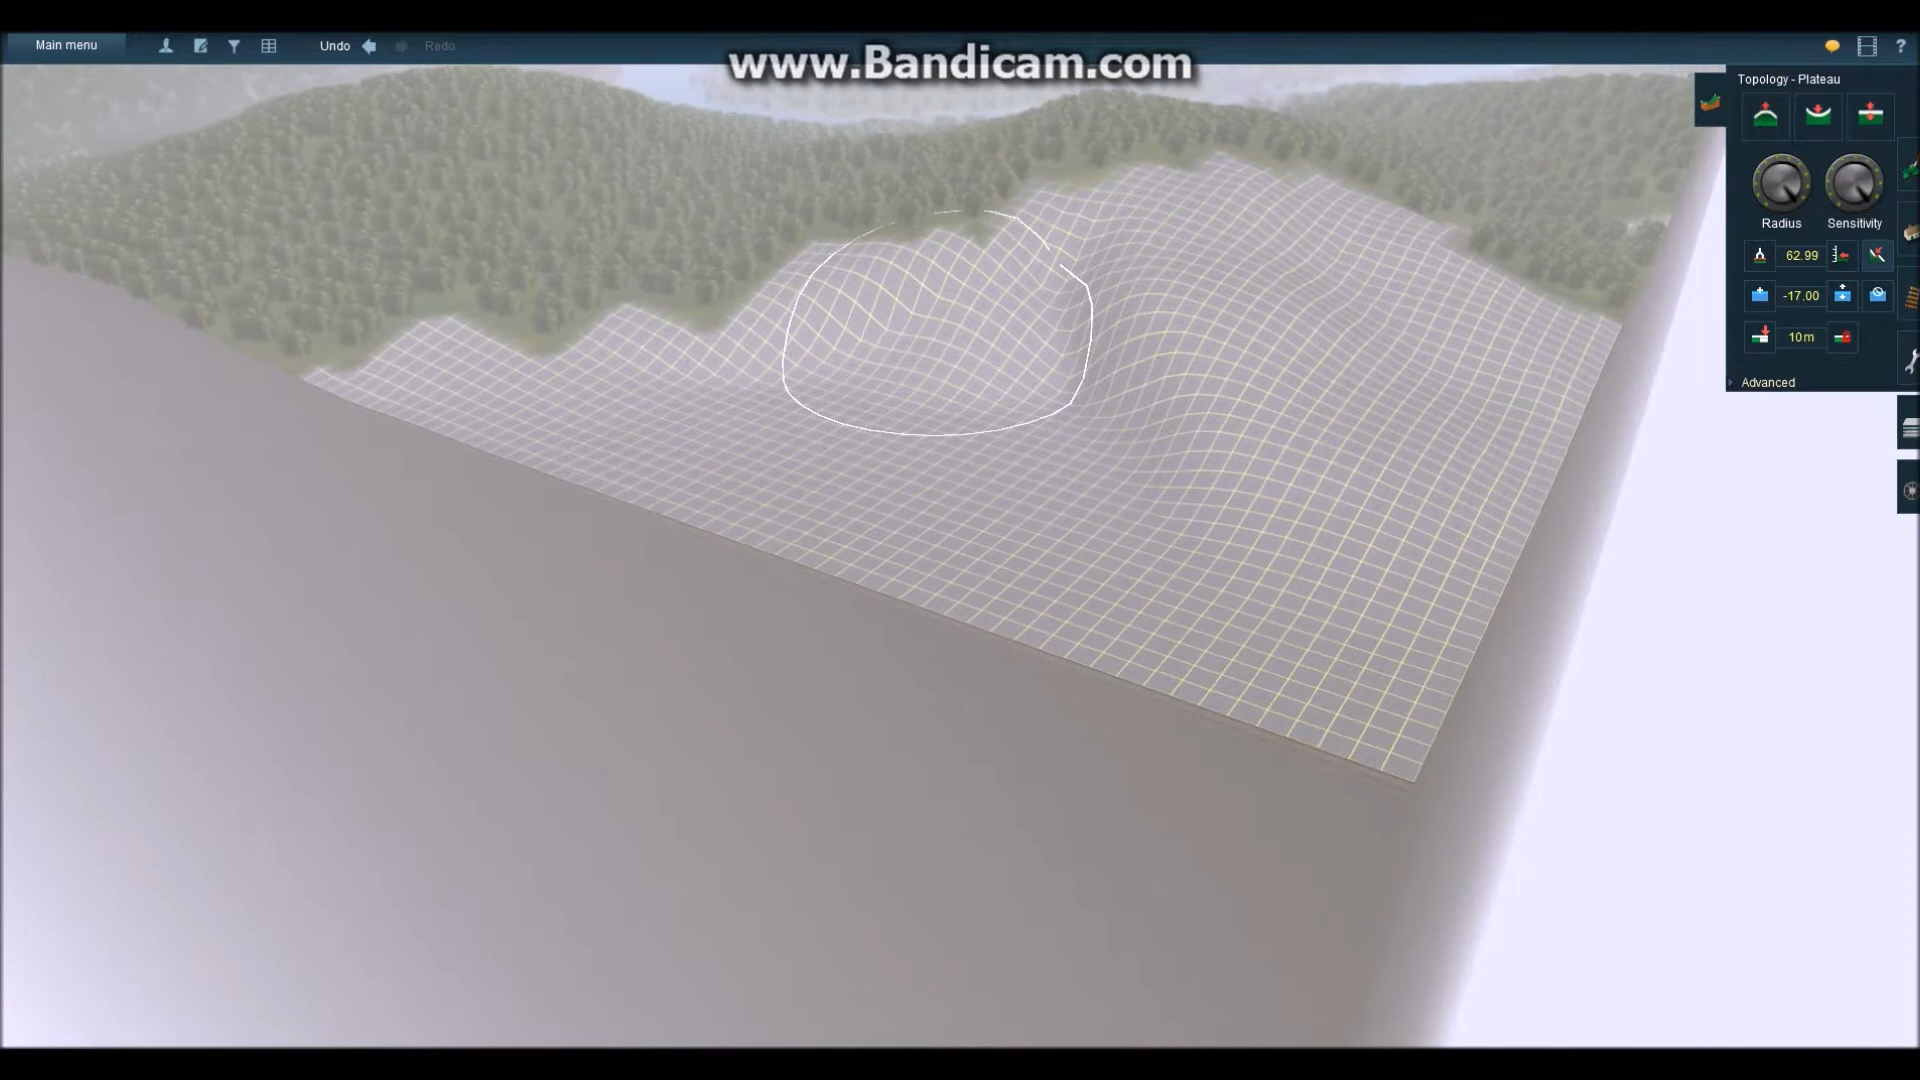 Main menu
Undo
Redo
www.Bandicam.com
?
Topology - Plateau
Radius
Sensitivity
62.99
-17.00
10m
Advanced